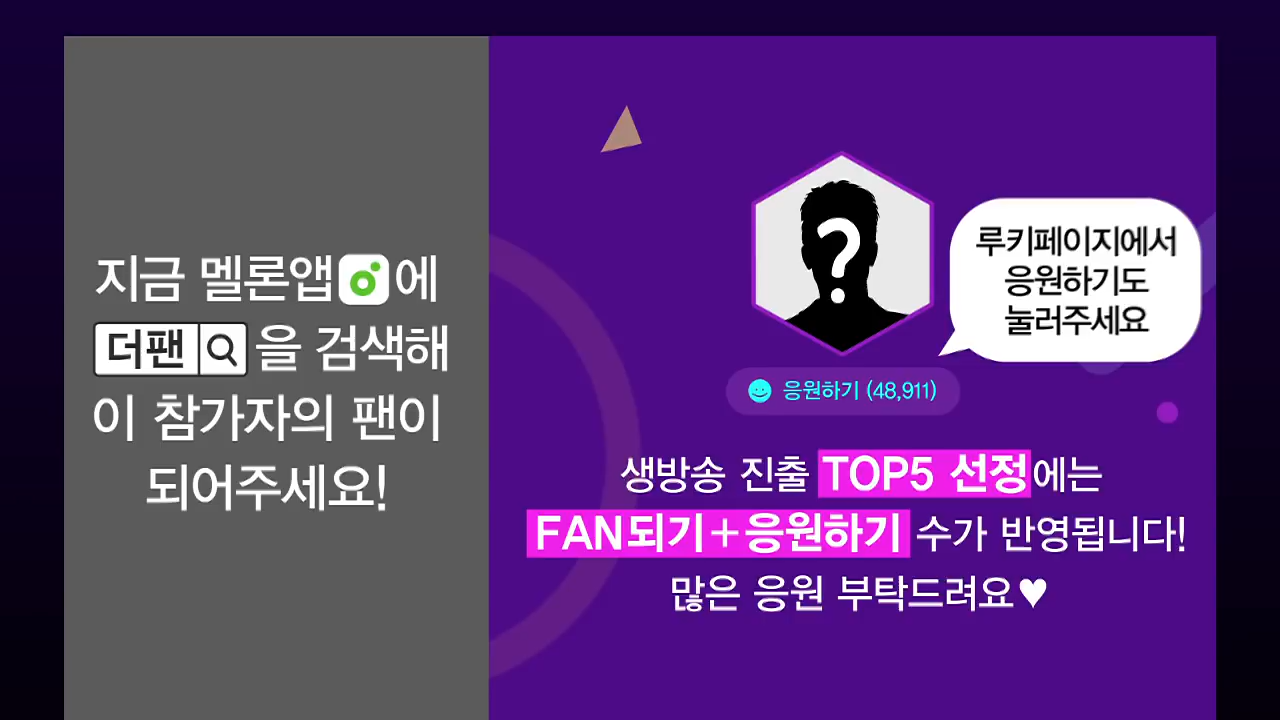 지금 멜론앱에
더팬 을 검색해
이 참가자의 팬이
되어주세요!
?
루키페이지에서
응원하기도
눌러주세요
응원하기 (48,911)
생방송 진출 TOP5 선정에는
FAN되기+응원하기 수가 반영됩니다!
많은 응원 부탁드려요♥